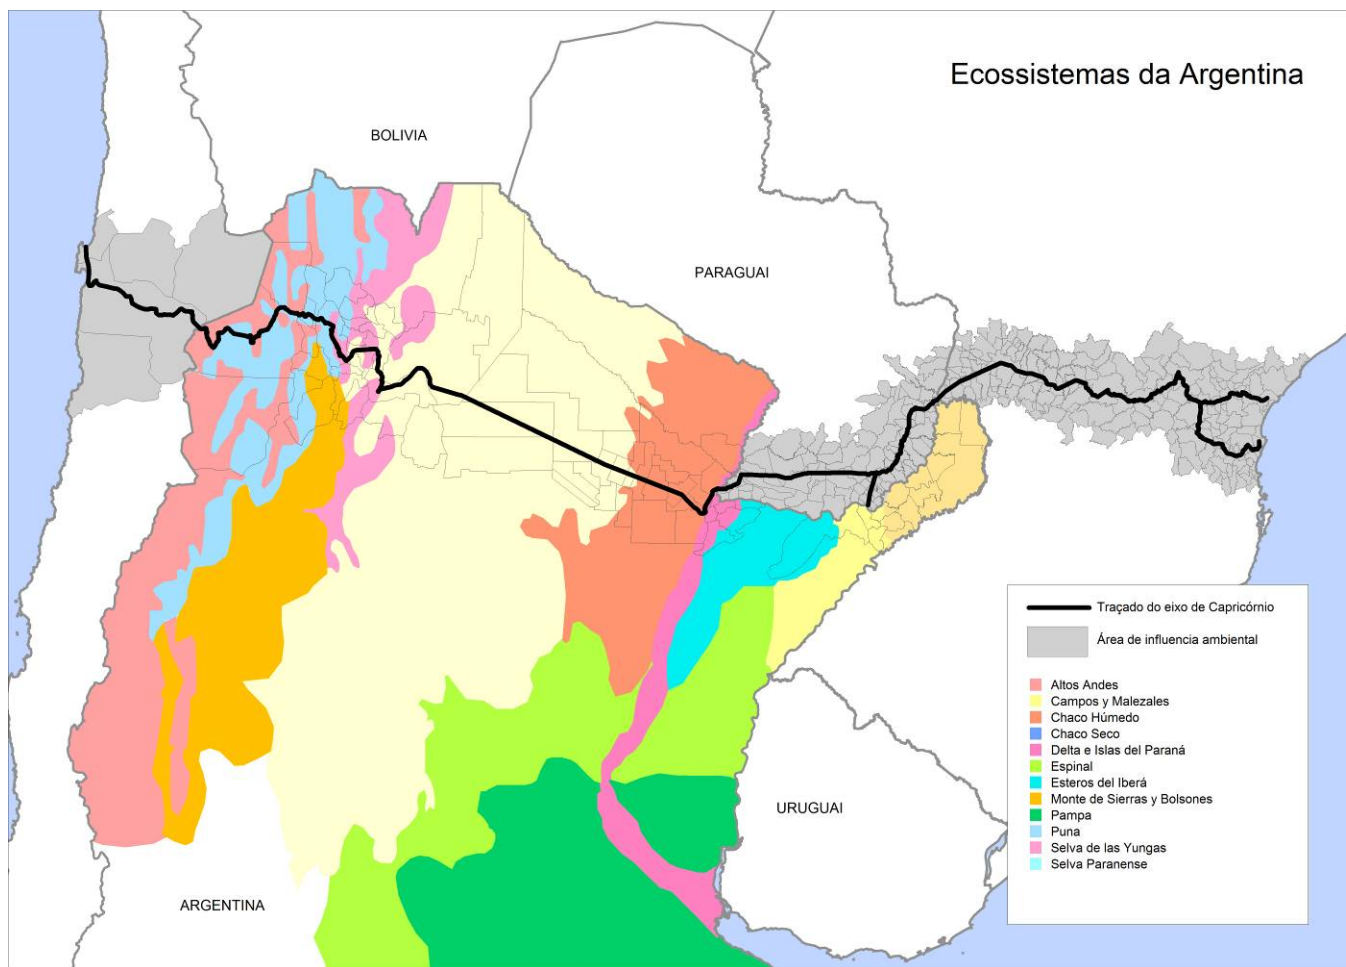 Ecossistemas da Argentina
BOLIVIA
PARAGUAI
Traçado do eixo de Capricórnio
Área de influencia ambiental
Altos Andes
Campos y Malezales
Chaco Húmedo
Chaco Seco
Delta e Islas del Paraná
Espinal
Esteros del Iberá
Monte de Sierras y Bolsones
Pampa
Puna
Selva de las Yungas
Selva Paranense
URUGUAI
ARGENTINA